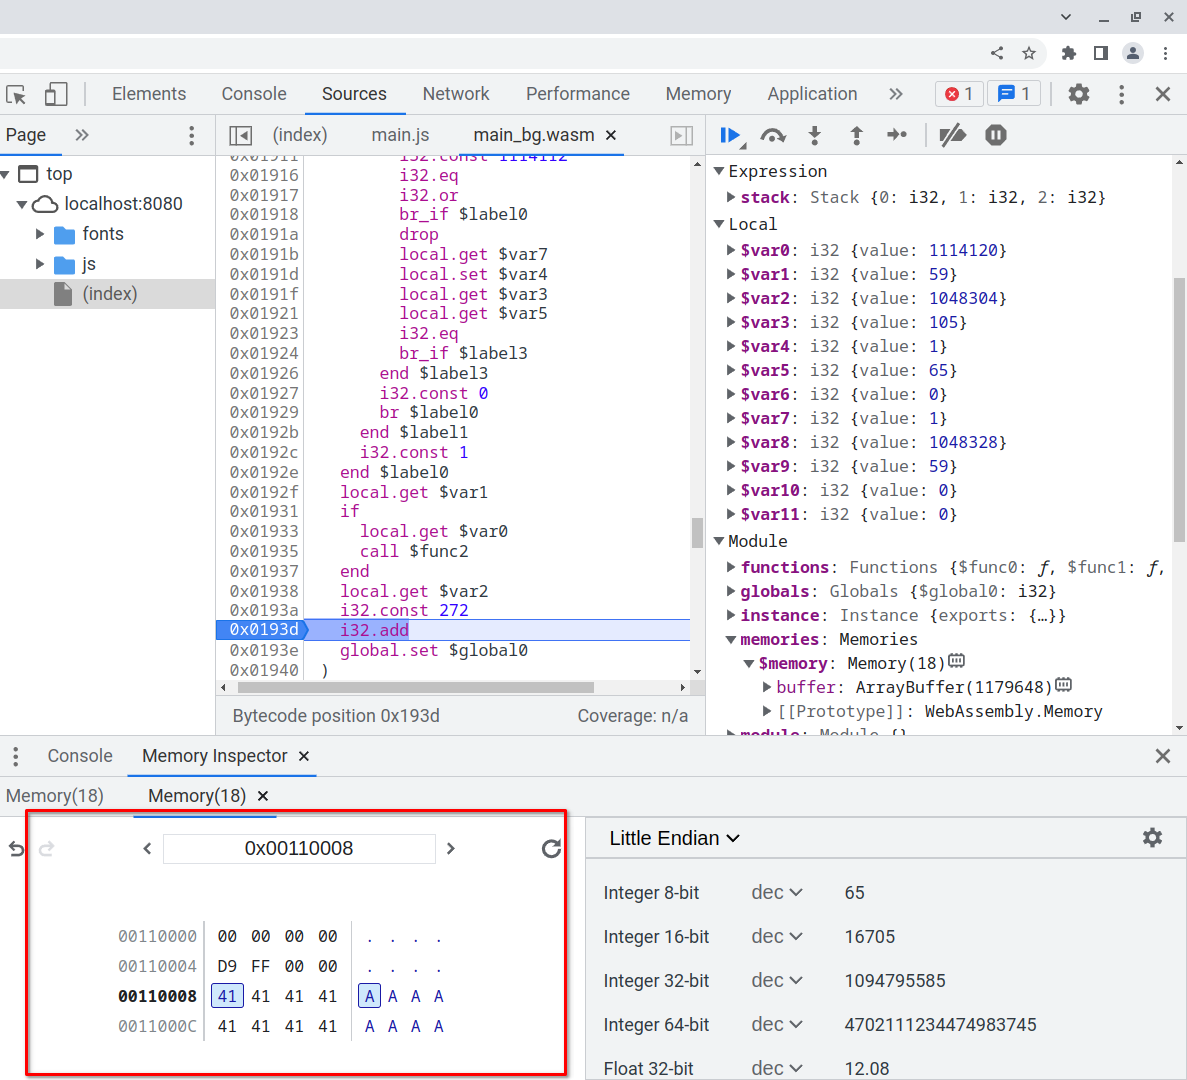 Elements Console Sources Network Performance Memory Application » 1 1
Page »
(index) main.js main_bg.wasm ×
top
localhost:8080
fonts
js
(index)
0x01911 i32.const 1114112
0x01916 i32.eq
0x01917 i32.or
0x01918 br_if $label0
0x0191a drop
0x0191b local.get $var7
0x0191d local.set $var4
0x0191f local.get $var3
0x01921 local.get $var5
0x01923 i32.eq
0x01924 br_if $label3
0x01926 end $label3
0x01927 i32.const 0
0x01929 br $label0
0x0192b end $label1
0x0192c i32.const 1
0x0192e end $label0
0x0192f local.get $var1
0x01931 if
0x01933 local.get $var0
0x01935 call $func2
0x01937 end
0x01938 local.get $var2
0x0193a i32.const 272
0x0193d i32.add
0x0193e global.set $global0
0x01940 )
Bytecode position 0x193d Coverage: n/a
Expression
stack: Stack {0: i32, 1: i32, 2: i32}
Local
$var0: i32 {value: 1114120}
$var1: i32 {value: 59}
$var2: i32 {value: 1048304}
$var3: i32 {value: 105}
$var4: i32 {value: 1}
$var5: i32 {value: 65}
$var6: i32 {value: 0}
$var7: i32 {value: 1}
$var8: i32 {value: 1048328}
$var9: i32 {value: 59}
$var10: i32 {value: 0}
$var11: i32 {value: 0}
Module
functions: Functions {$func0: ƒ, $func1: ƒ,
globals: Globals {$global0: i32}
instance: Instance {exports: {…}}
memories: Memories
$memory: Memory(18)
buffer: ArrayBuffer(1179648)
[[Prototype]]: WebAssembly.Memory
module: Module {}
Console Memory Inspector ×
Memory(18) Memory(18) ×
0x00110008
00110000 00 00 00 00 . . . .
00110004 D9 FF 00 00 . . . .
00110008 41 41 41 41 A A A A
0011000C 41 41 41 41 A A A A
Little Endian
Integer 8-bit dec 65
Integer 16-bit dec 16705
Integer 32-bit dec 1094795585
Integer 64-bit dec 4702111234474983745
Float 32-bit dec 12.08